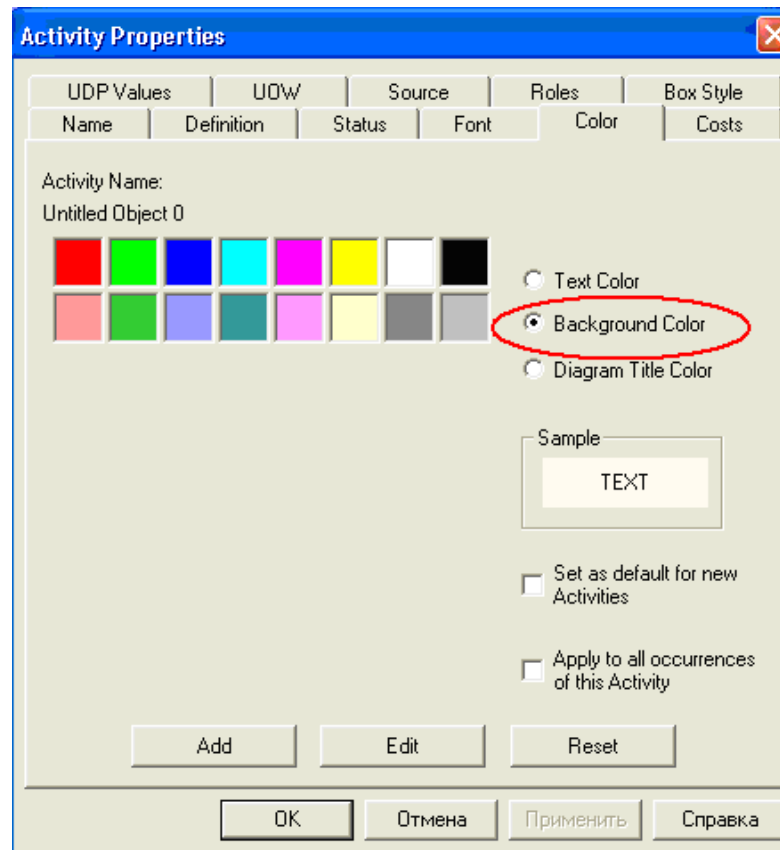 Activity Properties
UDP Values UOW Source Roles Box Style
Name Definition Status Font Color Costs
Activity Name:
Untitled Object 0
Text Color
Background Color
Diagram Title Color
Sample
TEXT
Set as default for new
Activities
Apply to all occurrences
of this Activity
Add Edit Reset
OK Отмена Применить Справка